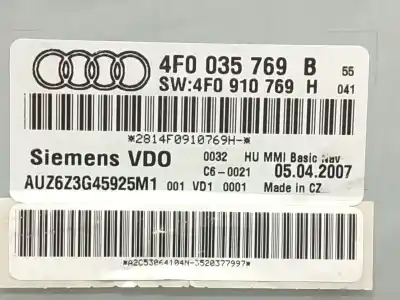 4F0 035 769 B 55
SW:4F0 910 769 H 041
*2814F0910769H-*
Siemens VDO 0032 HU MMI Basic Nav
C6-0021 05.04.2007
AUZ6Z3G45925M1 001 VD1 0001 Made in CZ
*A2C53064104N-3520377997*